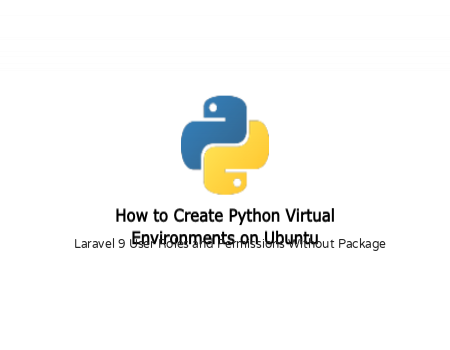 How to Create Python Virtual
Environments on Ubuntu
Laravel 9 User Roles and Permissions Without Package